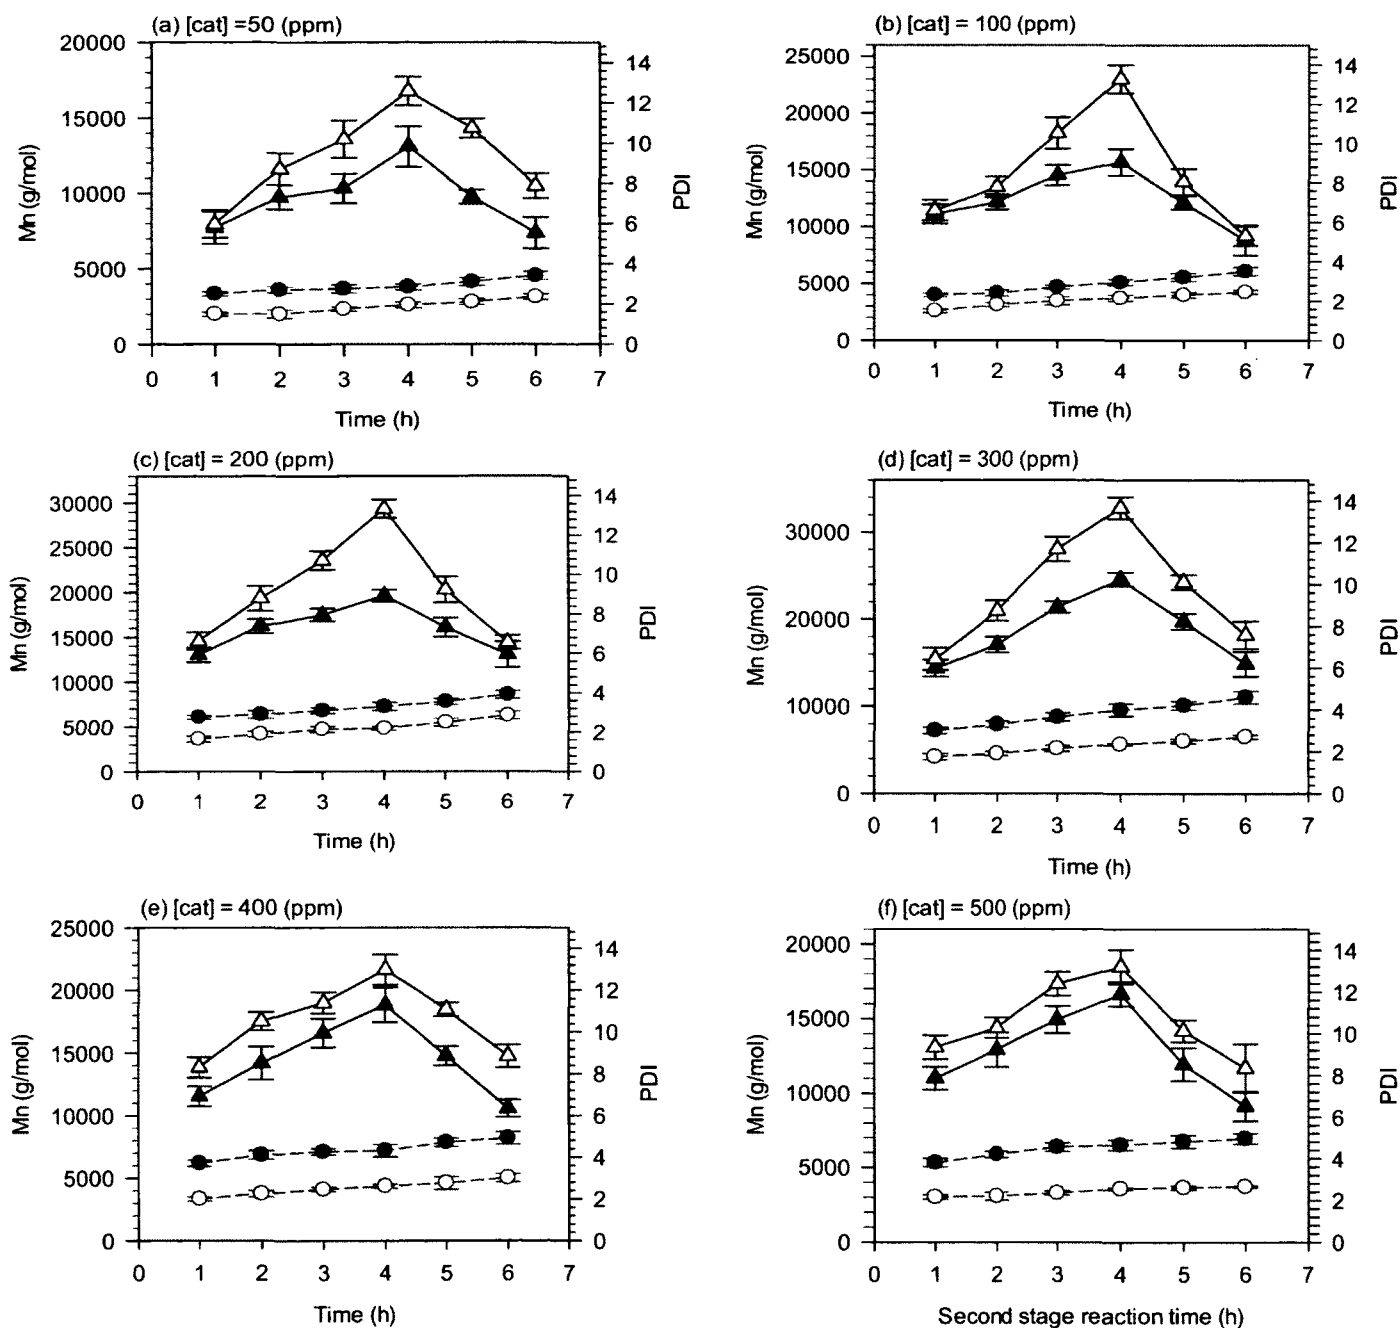 (a) [cat] =50 (ppm)
20000
15000
10000
5000
0
Mn (g/mol)
14
12
10
8
6
4
2
0
PDI
0 1 2 3 4 5 6 7
Time (h)
(b) [cat] = 100 (ppm)
25000
20000
15000
10000
5000
0
Mn (g/mol)
14
12
10
8
6
4
2
0
PDI
0 1 2 3 4 5 6 7
Time (h)
(c) [cat] = 200 (ppm)
30000
25000
20000
15000
10000
5000
0
Mn (g/mol)
14
12
10
8
6
4
2
0
PDI
0 1 2 3 4 5 6 7
Time (h)
(d) [cat] = 300 (ppm)
30000
20000
10000
0
Mn (g/mol)
14
12
10
8
6
4
2
0
PDI
0 1 2 3 4 5 6 7
Time (h)
(e) [cat] = 400 (ppm)
25000
20000
15000
10000
5000
0
Mn (g/mol)
14
12
10
8
6
4
2
0
PDI
0 1 2 3 4 5 6 7
Time (h)
(f) [cat] = 500 (ppm)
20000
15000
10000
5000
0
Mn (g/mol)
14
12
10
8
6
4
2
0
PDI
0 1 2 3 4 5 6 7
Second stage reaction time (h)